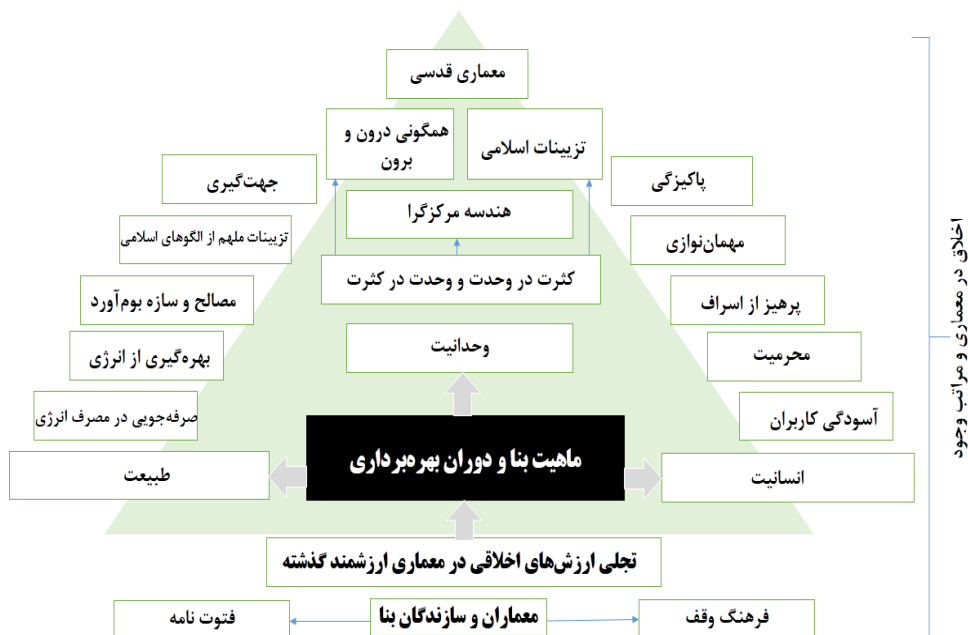 معماری قدسی
تزیینات اسلامی
همگونی درون و
برون
پاکیزگی
جهت‌گیری
هندسه مرکزگرا
مهمان‌نوازی
تزیینات ملهم از الگوهای اسلامی
کثرت در وحدت و وحدت در کثرت
پرهیز از اسراف
مصالح و سازه بوم‌آورد
محرمیت
وحدانیت
بهره‌گیری از انرژی
آسودگی کاربران
صرفه‌جویی در مصرف انرژی
ماهیت بنا و دوران بهره‌برداری
انسانیت
طبیعت
تجلی ارزش‌های اخلاقی در معماری ارزشمند گذشته
فرهنگ وقف
معماران و سازندگان بنا
فتوت نامه
اخلاق در معماری و مراتب وجود